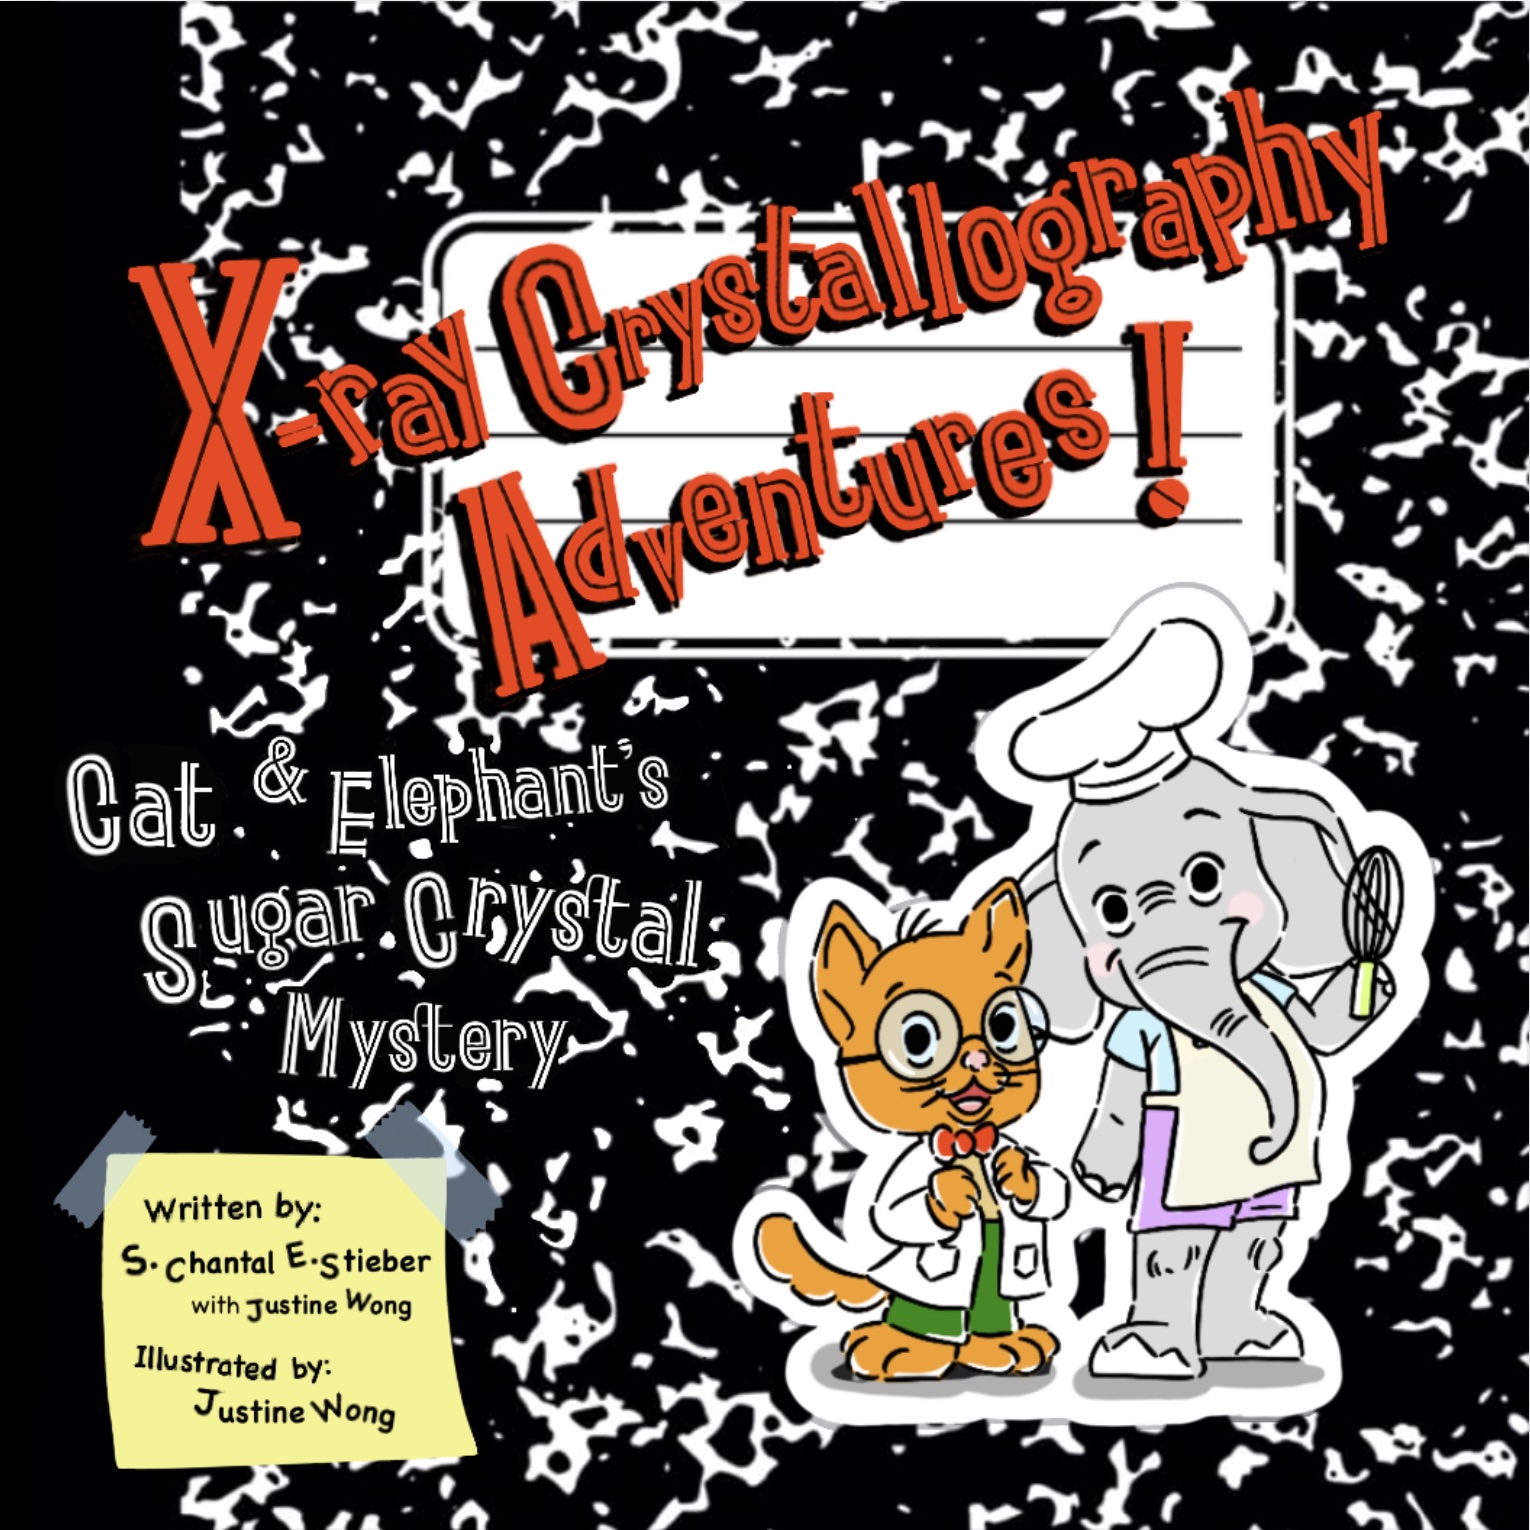 X-ray Crystallography
Adventures!
Cat & Elephant's
Sugar Crystal
Mystery
Written by:
S. Chantal E. Stieber
with Justine Wong
Illustrated by:
Justine Wong